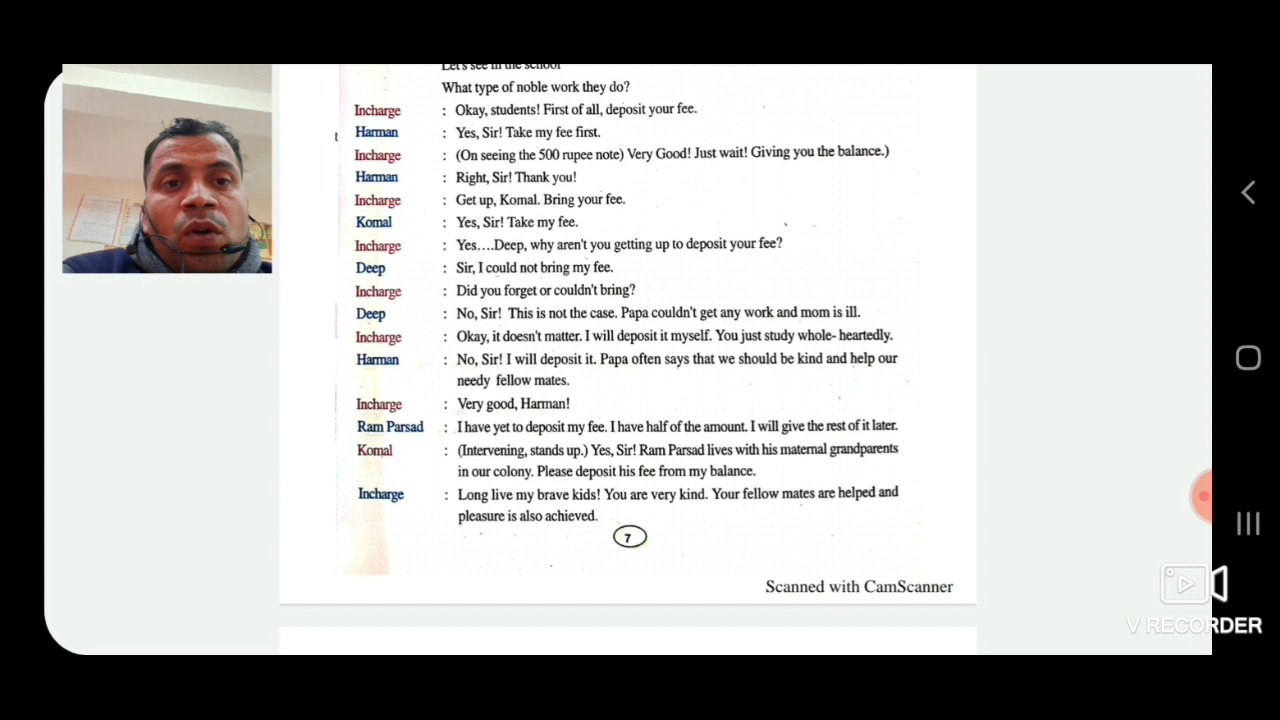 Let's see in the school
What type of noble work they do?
Incharge : Okay, students! First of all, deposit your fee.
Harman : Yes, Sir! Take my fee first.
Incharge : (On seeing the 500 rupee note) Very Good! Just wait! Giving you the balance.)
Harman : Right, Sir! Thank you!
Incharge : Get up, Komal. Bring your fee.
Komal : Yes, Sir! Take my fee.
Incharge : Yes....Deep, why aren't you getting up to deposit your fee?
Deep : Sir, I could not bring my fee.
Incharge : Did you forget or couldn't bring?
Deep : No, Sir! This is not the case. Papa couldn't get any work and mom is ill.
Incharge : Okay, it doesn't matter. I will deposit it myself. You just study whole- heartedly.
Harman : No, Sir! I will deposit it. Papa often says that we should be kind and help our
needy fellow mates.
Incharge : Very good, Harman!
Ram Parsad : I have yet to deposit my fee. I have half of the amount. I will give the rest of it later.
Komal : (Intervening, stands up.) Yes, Sir! Ram Parsad lives with his maternal grandparents
in our colony. Please deposit his fee from my balance.
Incharge : Long live my brave kids! You are very kind. Your fellow mates are helped and
pleasure is also achieved.
7
Scanned with CamScanner
V RECORDER